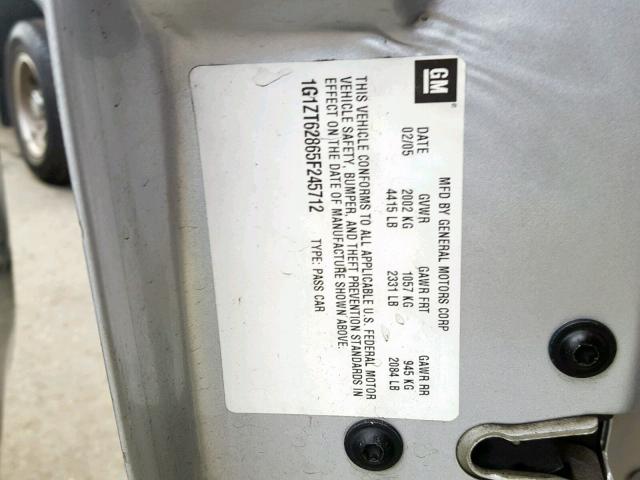 GM
®
MFD BY GENERAL MOTORS CORP
DATE GVWR GAWR FRT GAWR RR
02/05 2002 KG 1057 KG 945 KG
4415 LB 2331 LB 2084 LB
THIS VEHICLE CONFORMS TO ALL APPLICABLE U.S. FEDERAL MOTOR
VEHICLE SAFETY, BUMPER, AND THEFT PREVENTION STANDARDS IN
EFFECT ON THE DATE OF MANUFACTURE SHOWN ABOVE.
1G1ZT62865F245712 TYPE: PASS CAR